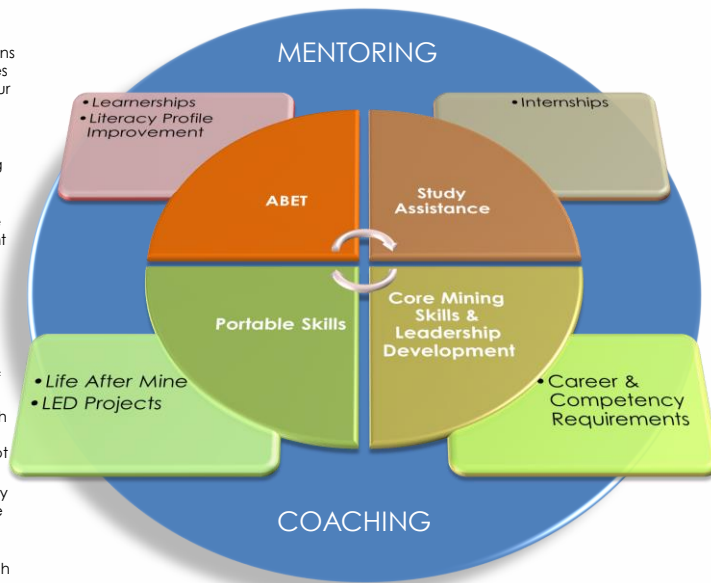 MENTORING
• Learnerships
• Literacy Profile
Improvement
• Internships
ABET
Study
Assistance
Portable Skills
Core Mining
Skills &
Leadership
Development
• Life After Mine
• LED Projects
• Career &
Competency
Requirements
COACHING